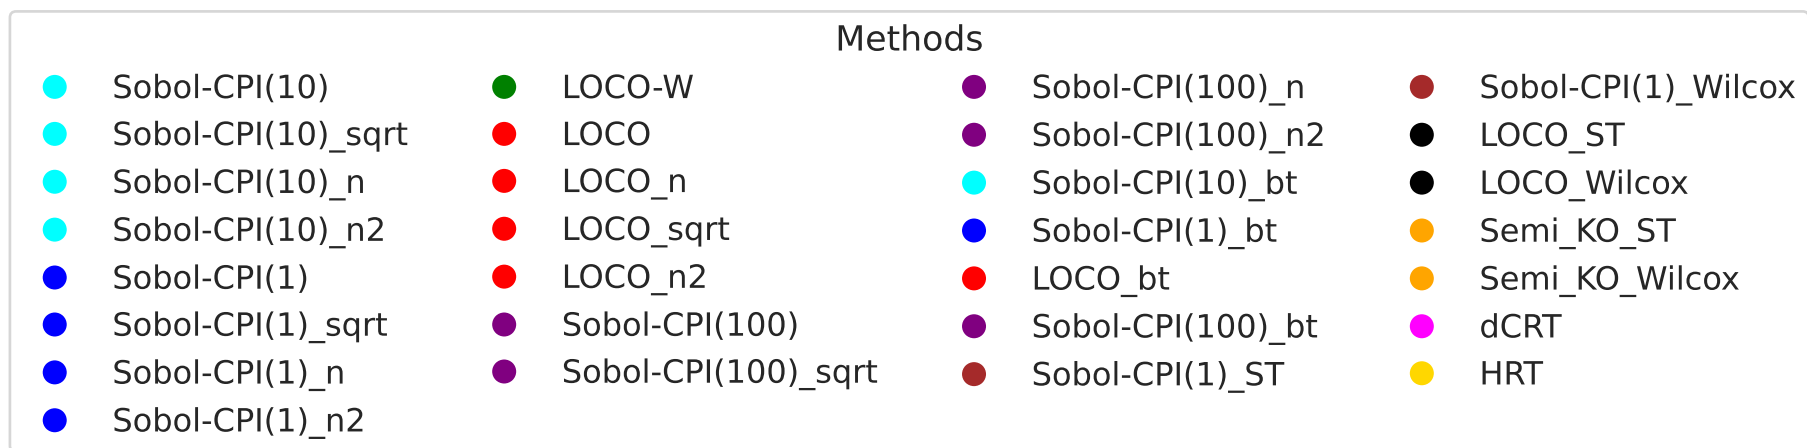 Methods
Sobol-CPI(10)
Sobol-CPI(10)_sqrt
Sobol-CPI(10)_n
Sobol-CPI(10)_n2
Sobol-CPI(1)
Sobol-CPI(1)_sqrt
Sobol-CPI(1)_n
Sobol-CPI(1)_n2
LOCO-W
LOCO
LOCO_n
LOCO_sqrt
LOCO_n2
Sobol-CPI(100)
Sobol-CPI(100)_sqrt
Sobol-CPI(100)_n
Sobol-CPI(100)_n2
Sobol-CPI(10)_bt
Sobol-CPI(1)_bt
LOCO_bt
Sobol-CPI(100)_bt
Sobol-CPI(1)_ST
Sobol-CPI(1)_Wilcox
LOCO_ST
LOCO_Wilcox
Semi_KO_ST
Semi_KO_Wilcox
dCRT
HRT